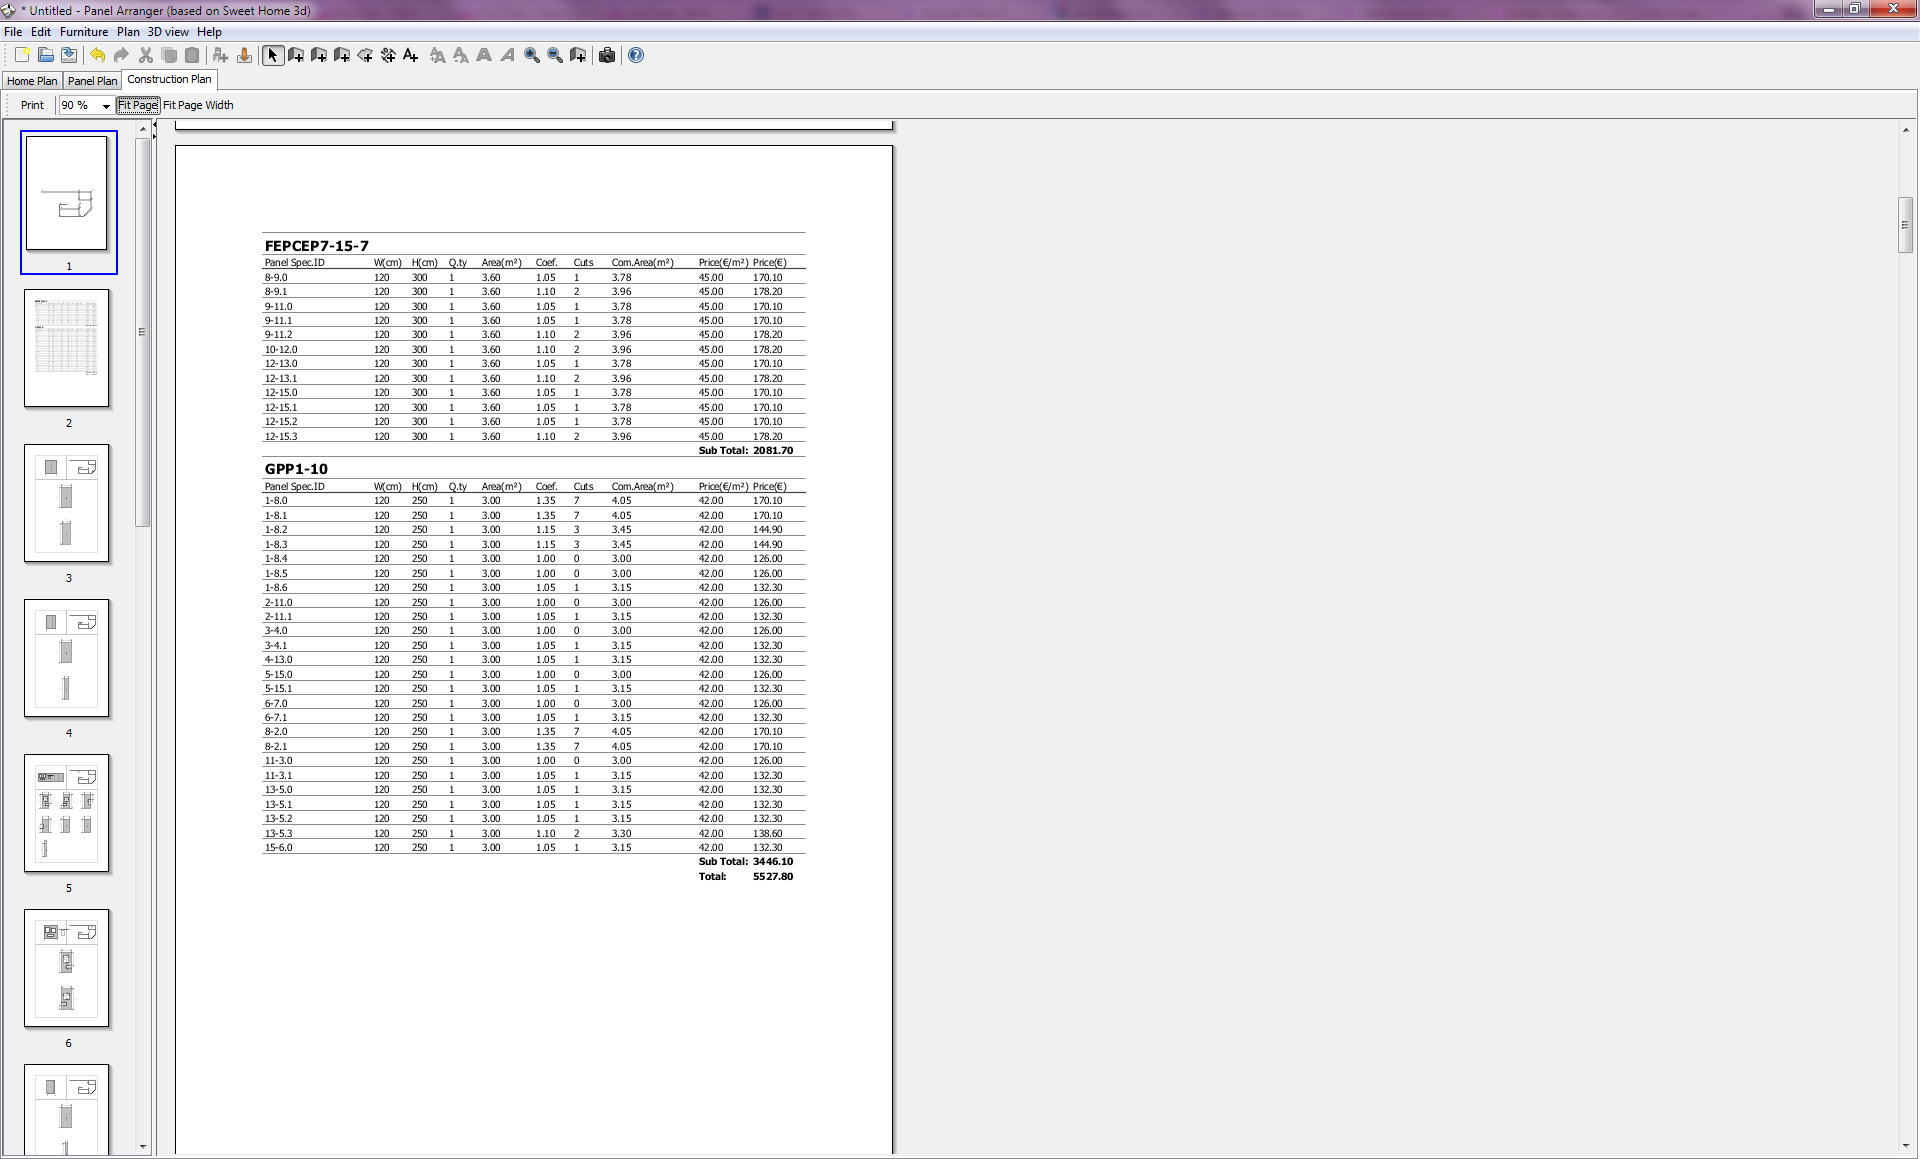 * Untitled - Panel Arranger (based on Sweet Home 3d)
File Edit Furniture Plan 3D view Help
Home Plan Panel Plan Construction Plan
Print 90 % Fit Page Fit Page Width
1
2
3
4
5
6
FEPCEP7-15-7
Panel Spec.ID W(cm) H(cm) Q.ty Area(m²) Coef. Cuts Com.Area(m²) Price(€/m²) Price(€)
8-9.0 120 300 1 3.60 1.05 1 3.78 45.00 170.10
8-9.1 120 300 1 3.60 1.10 2 3.96 45.00 178.20
9-11.0 120 300 1 3.60 1.05 1 3.78 45.00 170.10
9-11.1 120 300 1 3.60 1.05 1 3.78 45.00 170.10
9-11.2 120 300 1 3.60 1.10 2 3.96 45.00 178.20
10-12.0 120 300 1 3.60 1.10 2 3.96 45.00 178.20
12-13.0 120 300 1 3.60 1.05 1 3.78 45.00 170.10
12-13.1 120 300 1 3.60 1.10 2 3.96 45.00 178.20
12-15.0 120 300 1 3.60 1.05 1 3.78 45.00 170.10
12-15.1 120 300 1 3.60 1.05 1 3.78 45.00 170.10
12-15.2 120 300 1 3.60 1.05 1 3.78 45.00 170.10
12-15.3 120 300 1 3.60 1.10 2 3.96 45.00 178.20
Sub Total: 2081.70
GPP1-10
Panel Spec.ID W(cm) H(cm) Q.ty Area(m²) Coef. Cuts Com.Area(m²) Price(€/m²) Price(€)
1-8.0 120 250 1 3.00 1.35 7 4.05 42.00 170.10
1-8.1 120 250 1 3.00 1.35 7 4.05 42.00 170.10
1-8.2 120 250 1 3.00 1.15 3 3.45 42.00 144.90
1-8.3 120 250 1 3.00 1.15 3 3.45 42.00 144.90
1-8.4 120 250 1 3.00 1.00 0 3.00 42.00 126.00
1-8.5 120 250 1 3.00 1.00 0 3.00 42.00 126.00
1-8.6 120 250 1 3.00 1.05 1 3.15 42.00 132.30
2-11.0 120 250 1 3.00 1.00 0 3.00 42.00 126.00
2-11.1 120 250 1 3.00 1.05 1 3.15 42.00 132.30
3-4.0 120 250 1 3.00 1.00 0 3.00 42.00 126.00
3-4.1 120 250 1 3.00 1.05 1 3.15 42.00 132.30
4-13.0 120 250 1 3.00 1.05 1 3.15 42.00 132.30
5-15.0 120 250 1 3.00 1.00 0 3.00 42.00 126.00
5-15.1 120 250 1 3.00 1.05 1 3.15 42.00 132.30
6-7.0 120 250 1 3.00 1.00 0 3.00 42.00 126.00
6-7.1 120 250 1 3.00 1.05 1 3.15 42.00 132.30
8-2.0 120 250 1 3.00 1.35 7 4.05 42.00 170.10
8-2.1 120 250 1 3.00 1.35 7 4.05 42.00 170.10
11-3.0 120 250 1 3.00 1.00 0 3.00 42.00 126.00
11-3.1 120 250 1 3.00 1.05 1 3.15 42.00 132.30
13-5.0 120 250 1 3.00 1.05 1 3.15 42.00 132.30
13-5.1 120 250 1 3.00 1.05 1 3.15 42.00 132.30
13-5.2 120 250 1 3.00 1.05 1 3.15 42.00 132.30
13-5.3 120 250 1 3.00 1.10 2 3.30 42.00 138.60
15-6.0 120 250 1 3.00 1.05 1 3.15 42.00 132.30
Sub Total: 3446.10
Total: 5527.80